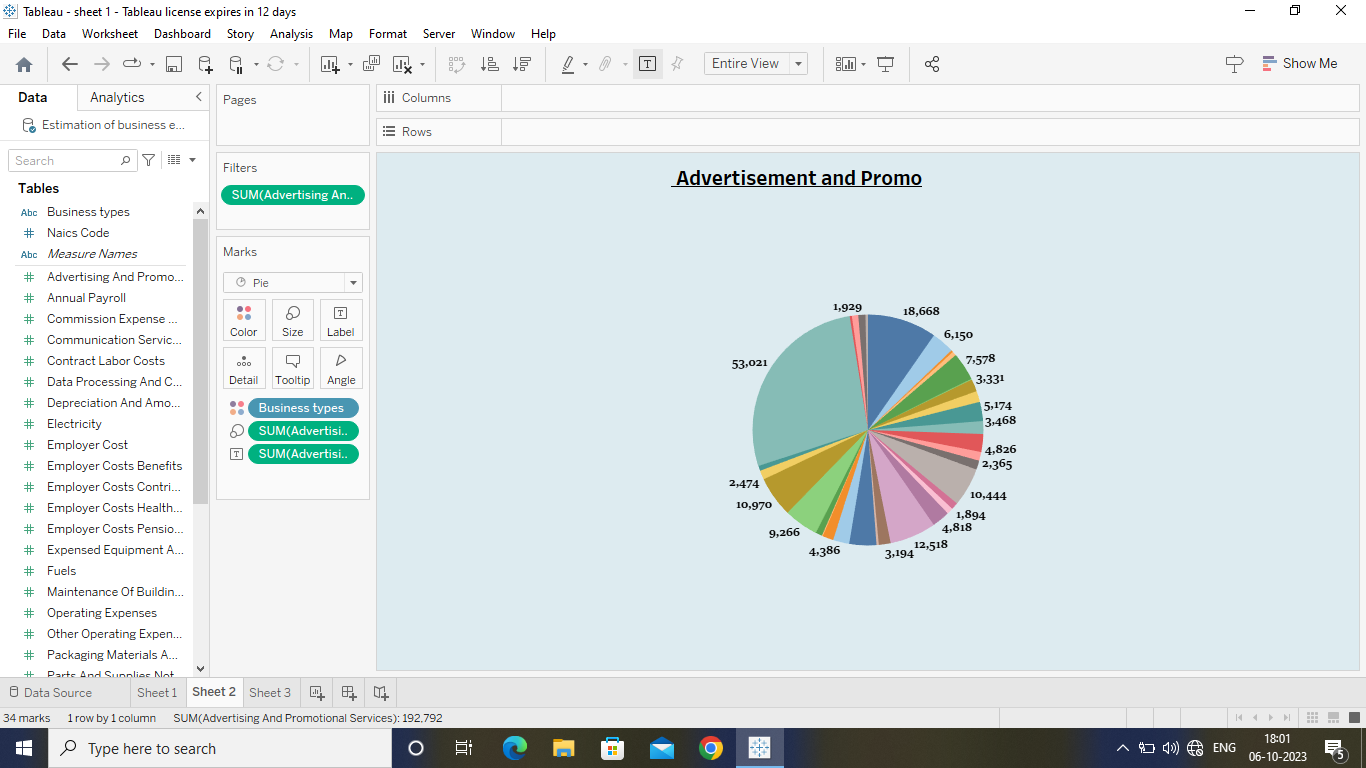 Tableau - sheet 1 - Tableau license expires in 12 days
File Data Worksheet Dashboard Story Analysis Map Format Server Window Help
Entire View
Show Me
Data Analytics
Estimation of business e...
Search
Tables
Abc Business types
# Naics Code
Abc Measure Names
# Advertising And Promo...
# Annual Payroll
# Commission Expense ...
# Communication Servic...
# Contract Labor Costs
# Data Processing And C...
# Depreciation And Amo...
# Electricity
# Employer Cost
# Employer Costs Benefits
# Employer Costs Contri...
# Employer Costs Health...
# Employer Costs Pensio...
# Expensed Equipment A...
# Fuels
# Maintenance Of Buildin...
# Operating Expenses
# Other Operating Expen...
# Packaging Materials A...
# Parts And Supplies Not
Pages
Filters
SUM(Advertising An..
Marks
Pie
Color Size Label
Detail Tooltip Angle
Business types
SUM(Advertisi..
SUM(Advertisi..
Columns
Rows
Advertisement and Promo
1,929
18,668
6,150
7,578
3,331
5,174
3,468
4,826
2,365
10,444
1,894
4,818
12,518
3,194
4,386
9,266
10,970
2,474
53,021
Data Source Sheet 1 Sheet 2 Sheet 3
34 marks 1 row by 1 column SUM(Advertising And Promotional Services): 192,792
Type here to search
ENG
18:01
06-10-2023
5